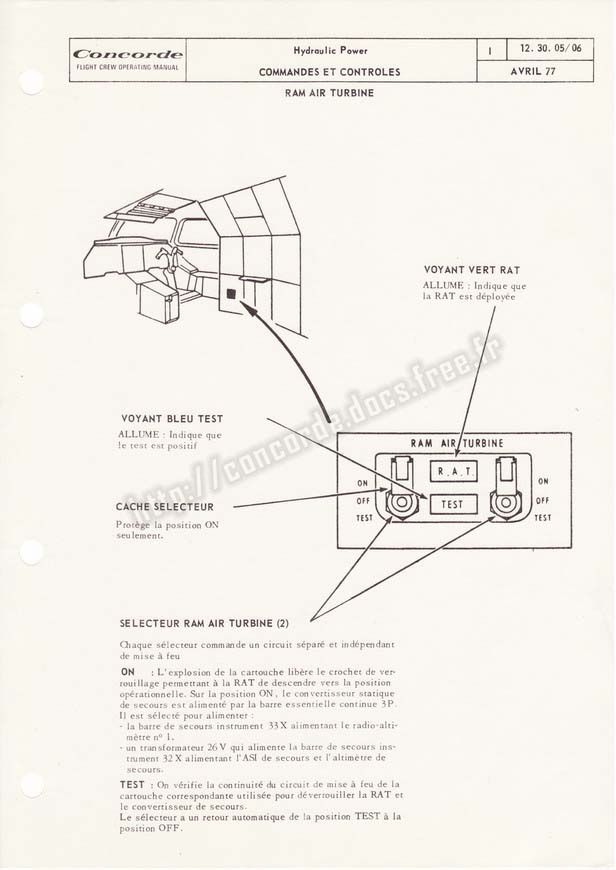 Concorde
FLIGHT CREW OPERATING MANUAL
Hydraulic Power
COMMANDES ET CONTROLES
1
12. 30. 05/06
AVRIL 77
RAM AIR TURBINE
VOYANT VERT RAT
ALLUME : Indique que
la RAT est déployée
VOYANT BLEU TEST
ALLUME : Indique que
le test est positif
CACHE SELECTEUR
Protège la position ON
seulement.
RAM AIR TURBINE
R.A.T.
TEST
ON
OFF
TEST
ON
OFF
TEST
http://concorde.docs.free.fr
SELECTEUR RAM AIR TURBINE (2)
Chaque sélecteur commande un circuit séparé et indépendant
de mise à feu
ON : L'explosion de la cartouche libère le crochet de ver-
rouillage permettant à la RAT de descendre vers la position
opérationnelle. Sur la position ON, le convertisseur statique
de secours est alimenté par la barre essentielle continue 3P.
Il est sélecté pour alimenter :
- la barre de secours instrument 33X alimentant le radio-alti-
mètre n° 1.
- un transformateur 26V qui alimente la barre de secours ins-
trument 32X alimentant l'ASI de secours et l'altimètre de
secours.
TEST : On vérifie la continuité du circuit de mise à feu de la
cartouche correspondante utilisée pour déverrouiller la RAT et
le convertisseur de secours.
Le sélecteur a un retour automatique de la position TEST à la
position OFF.